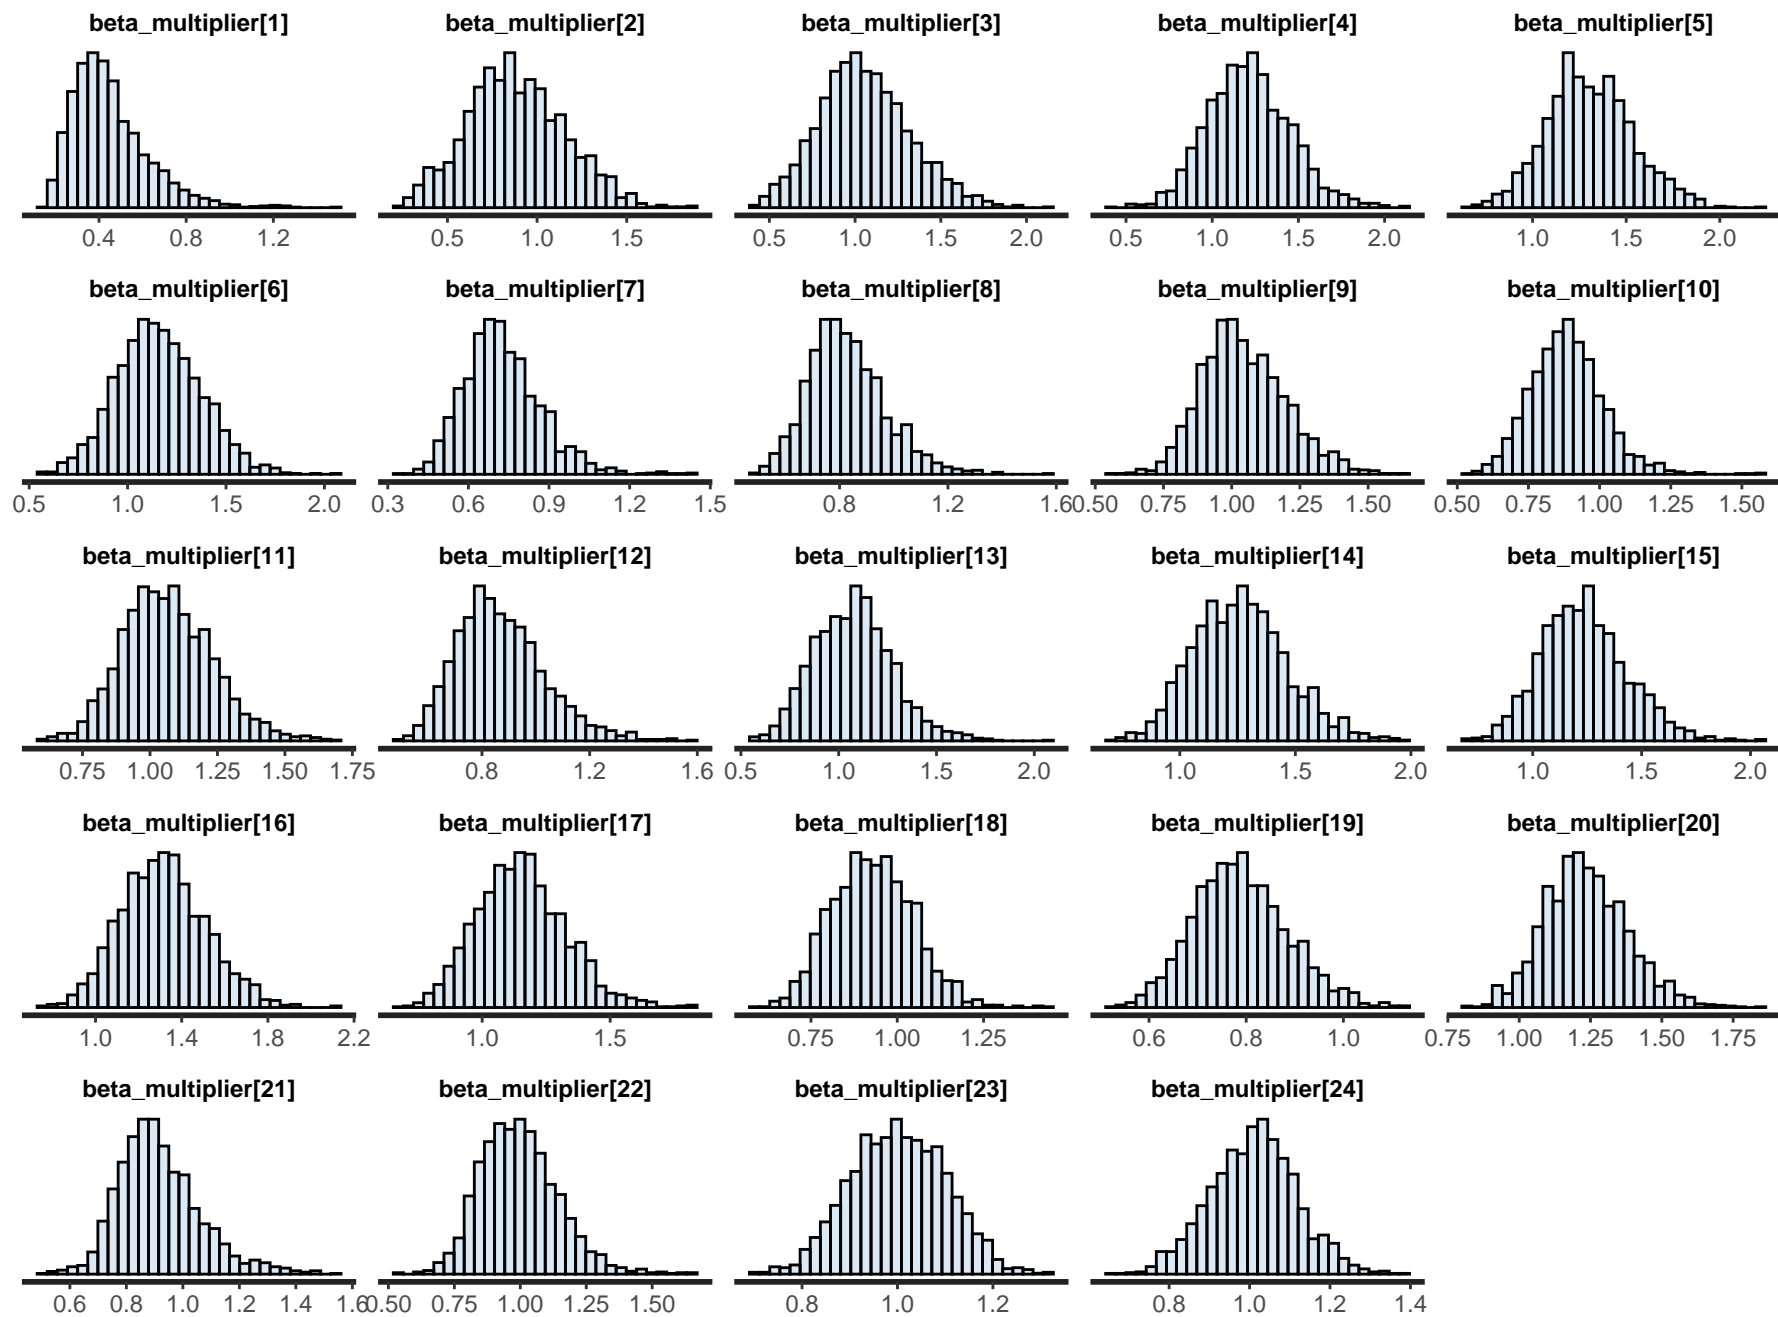 beta_multiplier[1] beta_multiplier[2] beta_multiplier[3] beta_multiplier[4] beta_multiplier[5]
0.4 0.8 1.2 0.5 1.0 1.5 0.5 1.0 1.5 2.0 0.5 1.0 1.5 2.0 1.0 1.5 2.0
beta_multiplier[6] beta_multiplier[7] beta_multiplier[8] beta_multiplier[9] beta_multiplier[10]
0.5 1.0 1.5 2.0 0.3 0.6 0.9 1.2 1.5 0.8 1.2 1.6 0.50 0.75 1.00 1.25 1.50 0.50 0.75 1.00 1.25 1.50
beta_multiplier[11] beta_multiplier[12] beta_multiplier[13] beta_multiplier[14] beta_multiplier[15]
0.75 1.00 1.25 1.50 1.75 0.8 1.2 1.6 0.5 1.0 1.5 2.0 1.0 1.5 2.0 1.0 1.5 2.0
beta_multiplier[16] beta_multiplier[17] beta_multiplier[18] beta_multiplier[19] beta_multiplier[20]
1.0 1.4 1.8 2.2 1.0 1.5 0.75 1.00 1.25 0.6 0.8 1.0 0.75 1.00 1.25 1.50 1.75
beta_multiplier[21] beta_multiplier[22] beta_multiplier[23] beta_multiplier[24]
0.6 0.8 1.0 1.2 1.4 1.6 0.50 0.75 1.00 1.25 1.50 0.8 1.0 1.2 0.8 1.0 1.2 1.4